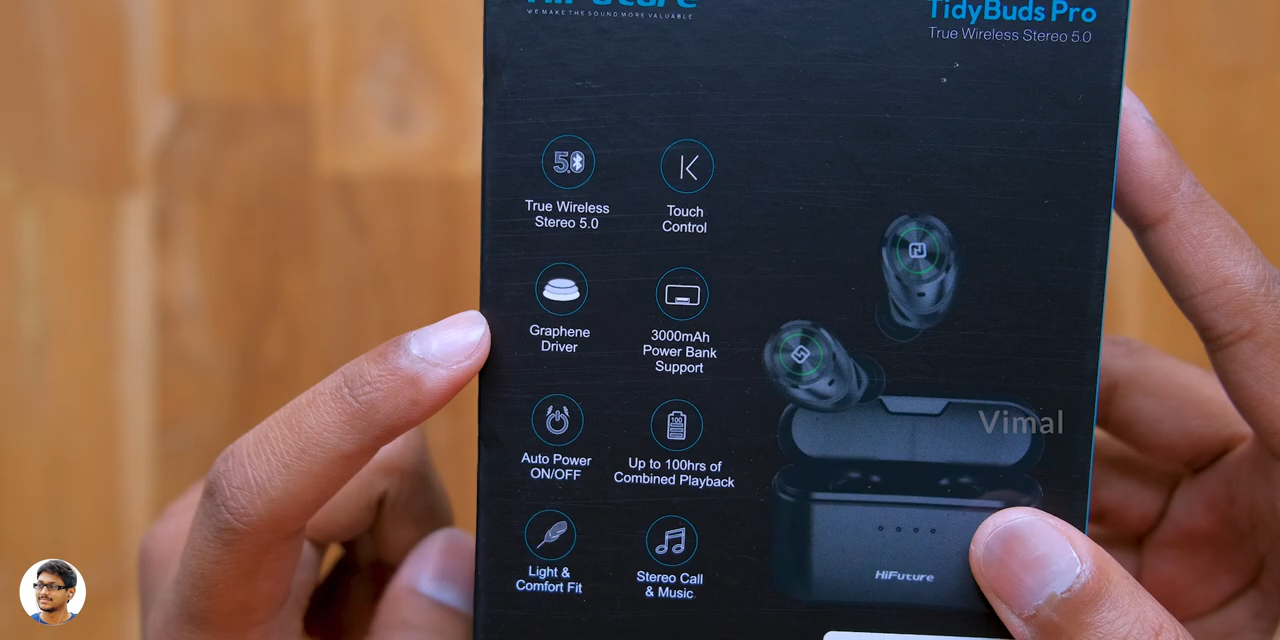 HiFuture
WE MAKE THE SOUND MORE VALUABLE
TidyBuds Pro
True Wireless Stereo 5.0
5.0
True Wireless
Stereo 5.0
Touch
Control
Graphene
Driver
3000mAh
Power Bank
Support
Auto Power
ON/OFF
100
Up to 100hrs of
Combined Playback
Light &
Comfort Fit
Stereo Call
& Music
Vimal
HiFuture